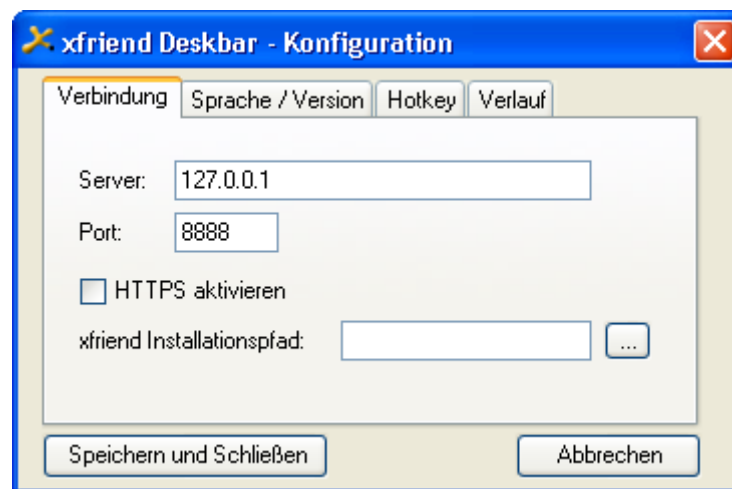 xfriend Deskbar - Konfiguration
Verbindung Sprache / Version Hotkey Verlauf
Server: 127.0.0.1
Port: 8888
HTTPS aktivieren
xfriend Installationspfad: ...
Speichern und Schließen Abbrechen